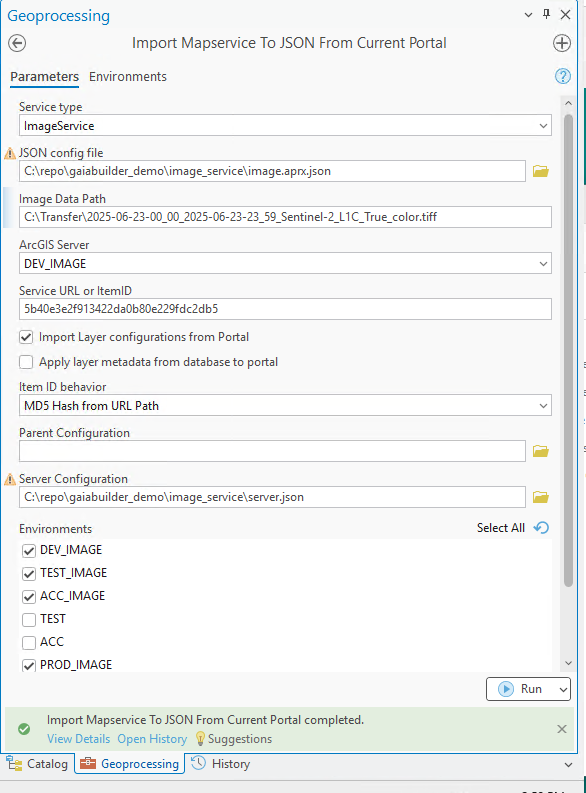 Geoprocessing
Import Mapservice To JSON From Current Portal
Parameters Environments
Service type
ImageService
JSON config file
C:\repo\gaiabuilder_demo\image_service\image.aprx.json
Image Data Path
C:\Transfer\2025-06-23-00_00_2025-06-23-23_59_Sentinel-2_L1C_True_color.tiff
ArcGIS Server
DEV_IMAGE
Service URL or ItemID
5b40e3e2f913422da0b80e229fdc2db5
Import Layer configurations from Portal
Apply layer metadata from database to portal
Item ID behavior
MD5 Hash from URL Path
Parent Configuration
Server Configuration
C:\repo\gaiabuilder_demo\image_service\server.json
Environments Select All
DEV_IMAGE
TEST_IMAGE
ACC_IMAGE
TEST
ACC
PROD_IMAGE
Run
Import Mapservice To JSON From Current Portal completed.
View Details Open History Suggestions
Catalog Geoprocessing History